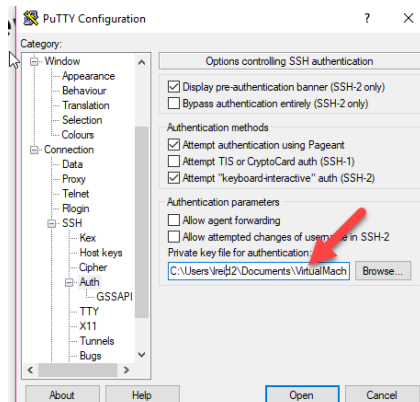 PuTTY Configuration
?
×
Category:
Window
Appearance
Behaviour
Translation
Selection
Colours
Connection
Data
Proxy
Telnet
Rlogin
SSH
Kex
Host keys
Cipher
Auth
GSSAPI
TTY
X11
Tunnels
Bugs
Options controlling SSH authentication
Display pre-authentication banner (SSH-2 only)
Bypass authentication entirely (SSH-2 only)
Authentication methods
Attempt authentication using Pageant
Attempt TIS or CryptoCard auth (SSH-1)
Attempt "keyboard-interactive" auth (SSH-2)
Authentication parameters
Allow agent forwarding
Allow attempted changes of username in SSH-2
Private key file for authentication:
C:\Users\lreid2\Documents\VirtualMach
Browse...
About
Help
Open
Cancel